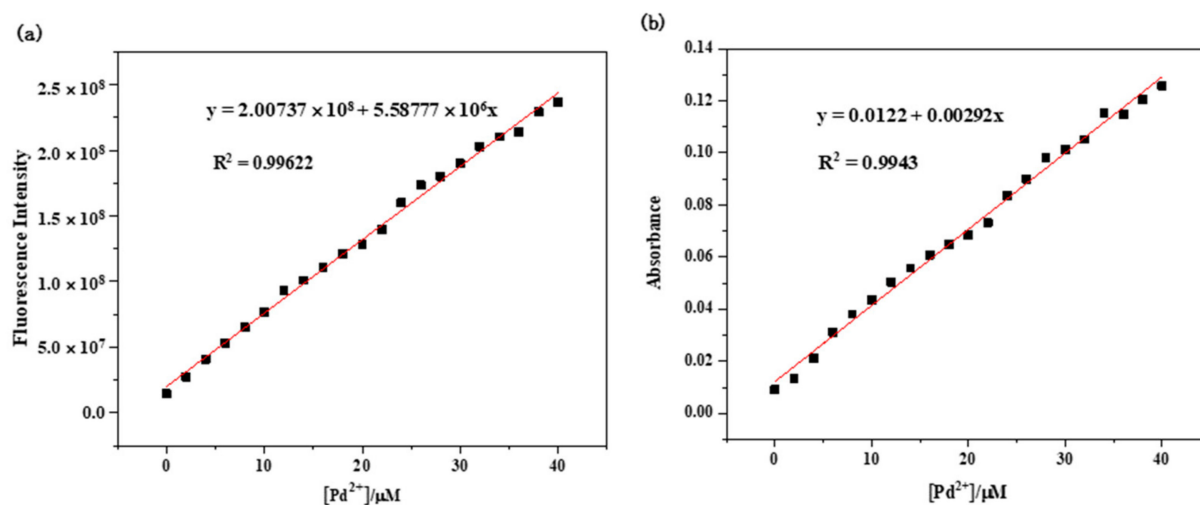 (a)
Fluorescence Intensity
2.5 × 10⁸
2.0 × 10⁸
1.5 × 10⁸
1.0 × 10⁸
5.0 × 10⁷
0.0
y = 2.00737 × 10⁸ + 5.58777 × 10⁶x
R² = 0.99622
0 10 20 30 40
[Pd²⁺]/μM
(b)
Absorbance
0.14
0.12
0.10
0.08
0.06
0.04
0.02
0.00
y = 0.0122 + 0.00292x
R² = 0.9943
0 10 20 30 40
[Pd²⁺]/μM